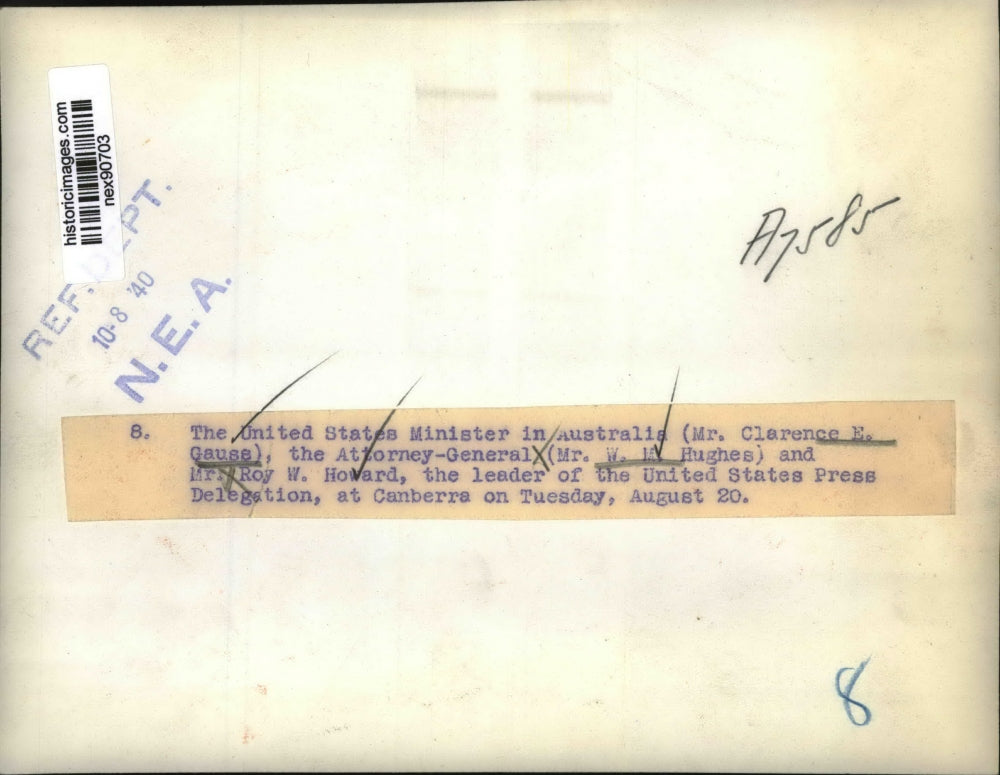 historicimages.com
nex90703
REF. DEPT.
10-8 '40
N.E.A.
A7585
8. The United States Minister in Australia (Mr. Clarence E.
Gauss), the Attorney-General (Mr. W. M. Hughes) and
Mr. Roy W. Howard, the leader of the United States Press
Delegation, at Canberra on Tuesday, August 20.
8